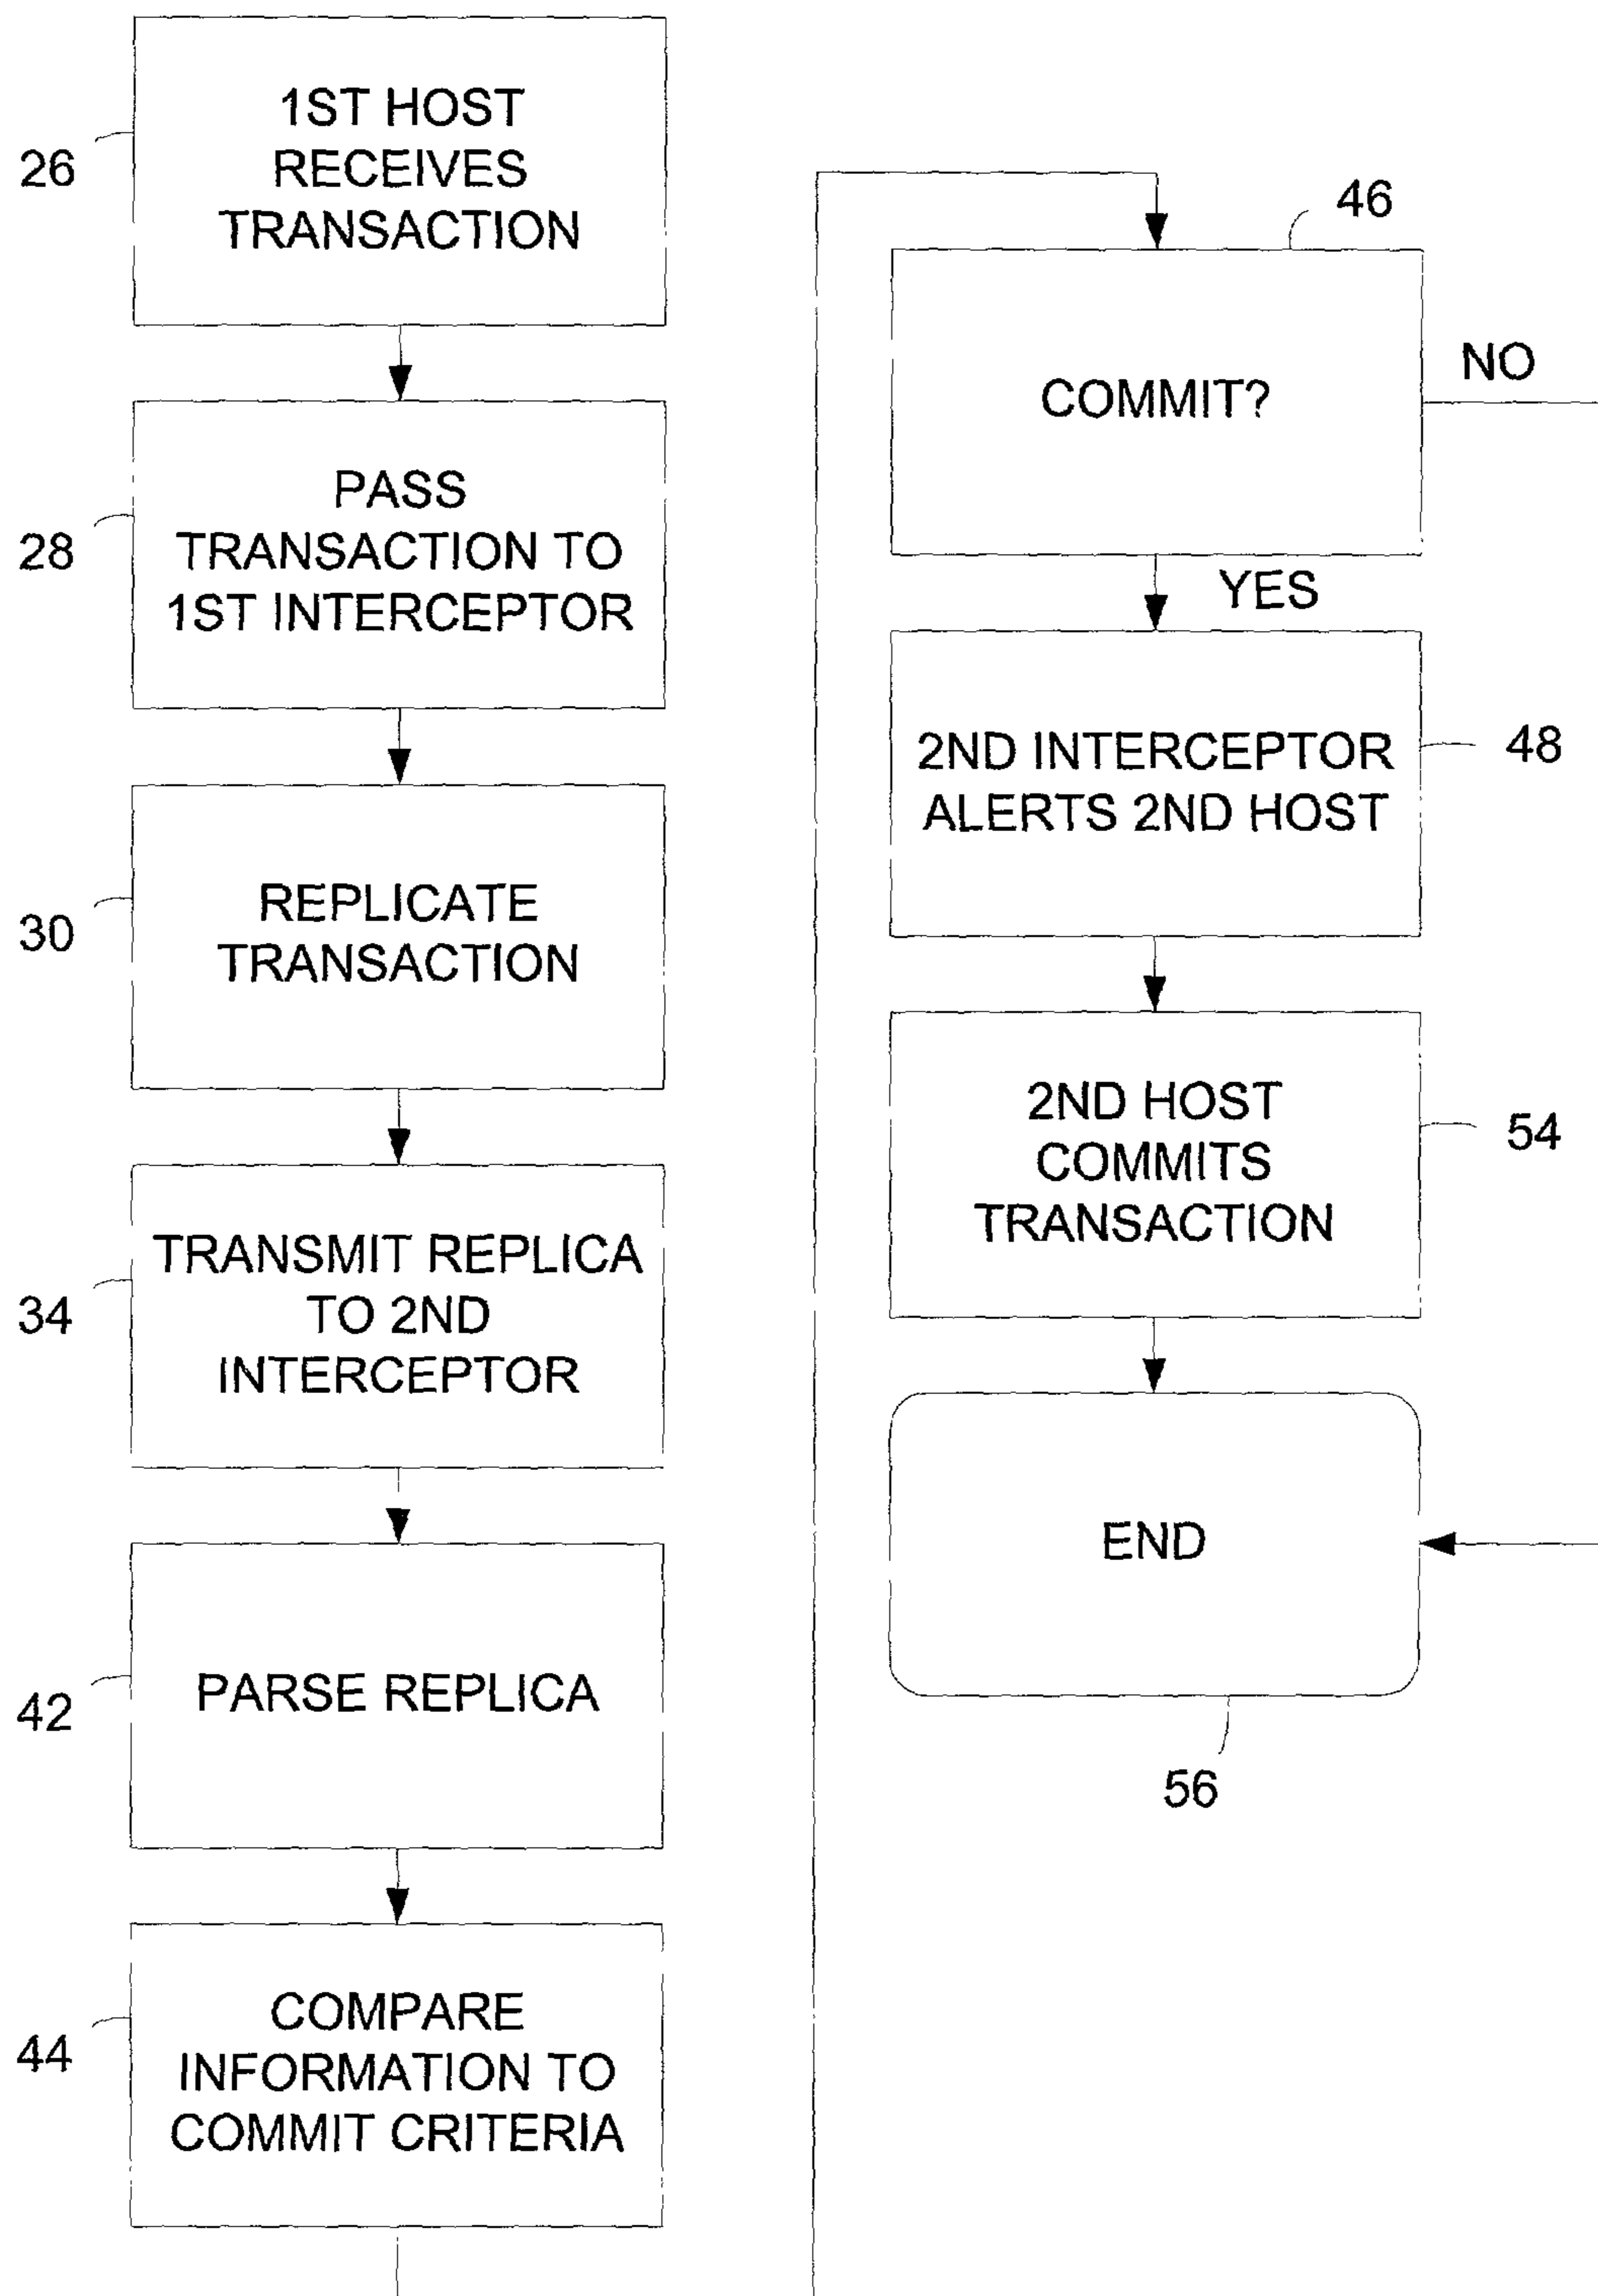 1ST HOST
RECEIVES
TRANSACTION
26
PASS
TRANSACTION TO
1ST INTERCEPTOR
28
REPLICATE
TRANSACTION
30
TRANSMIT REPLICA
TO 2ND
INTERCEPTOR
34
PARSE REPLICA
42
COMPARE
INFORMATION TO
COMMIT CRITERIA
44
46
COMMIT?
NO
YES
2ND INTERCEPTOR
ALERTS 2ND HOST
48
2ND HOST
COMMITS
TRANSACTION
54
END
56